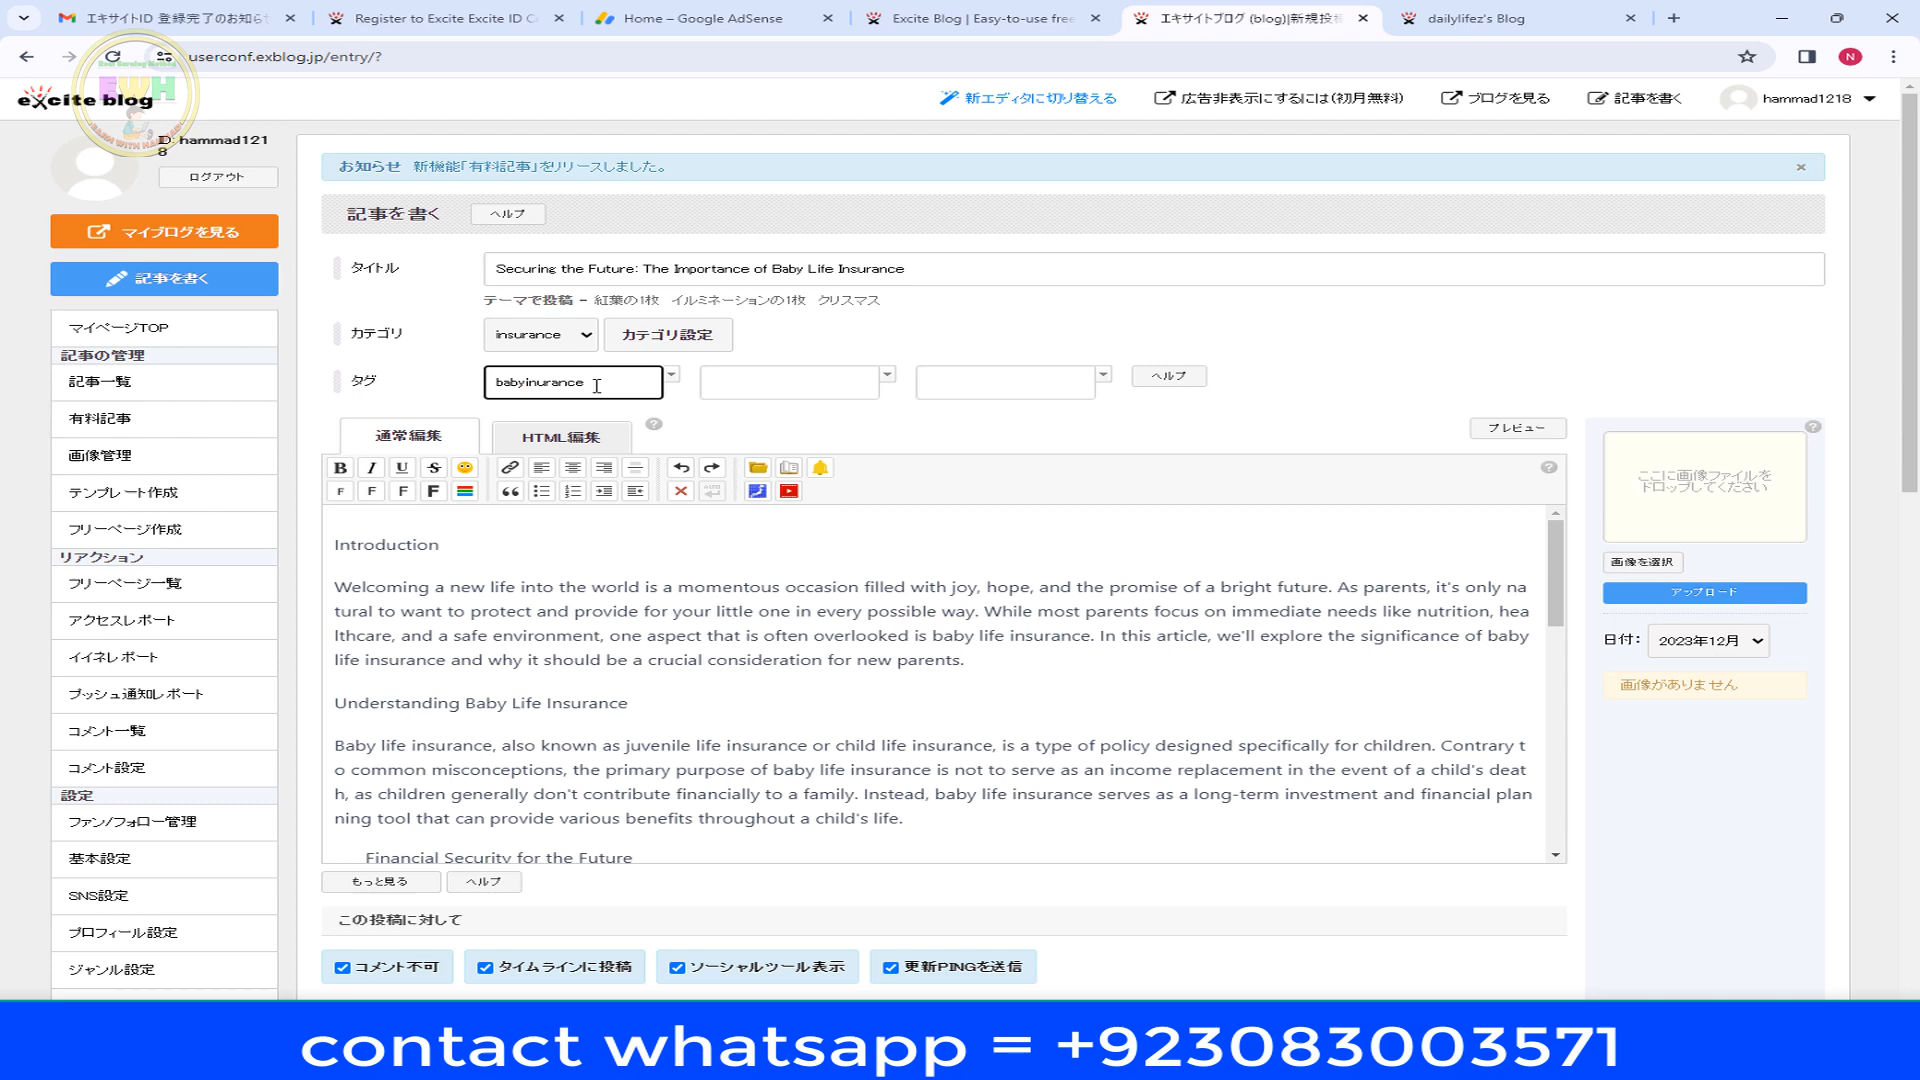 エキサイトID 登録完了のお知らせ
Register to Excite Excite ID C
Home – Google AdSense
Excite Blog | Easy-to-use free
エキサイトブログ (blog)|新規投稿
dailylifez's Blog
userconf.exblog.jp/entry/?
N
EWH
LEARN WITH HAMMAD
excite blog
新エディタに切り替える
広告非表示にするには(初月無料)
ブログを見る
記事を書く
hammad1218
ID: hammad121
8
ログアウト
マイブログを見る
記事を書く
マイページTOP
記事の管理
記事一覧
有料記事
画像管理
テンプレート作成
フリーページ作成
リアクション
フリーページ一覧
アクセスレポート
イイネレポート
プッシュ通知レポート
コメント一覧
コメント設定
設定
ファン/フォロー管理
基本設定
SNS設定
プロフィール設定
ジャンル設定
お知らせ 新機能「有料記事」をリリースしました。
記事を書く ヘルプ
タイトル Securing the Future: The Importance of Baby Life Insurance
テーマで投稿 – 紅葉の1枚 イルミネーションの1枚 クリスマス
カテゴリ insurance カテゴリ設定
タグ babyinurance ヘルプ
通常編集 HTML編集 プレビュー
Introduction
Welcoming a new life into the world is a momentous occasion filled with joy, hope, and the promise of a bright future. As parents, it's only na
tural to want to protect and provide for your little one in every possible way. While most parents focus on immediate needs like nutrition, hea
lthcare, and a safe environment, one aspect that is often overlooked is baby life insurance. In this article, we'll explore the significance of baby
life insurance and why it should be a crucial consideration for new parents.
Understanding Baby Life Insurance
Baby life insurance, also known as juvenile life insurance or child life insurance, is a type of policy designed specifically for children. Contrary t
o common misconceptions, the primary purpose of baby life insurance is not to serve as an income replacement in the event of a child's deat
h, as children generally don't contribute financially to a family. Instead, baby life insurance serves as a long-term investment and financial plan
ning tool that can provide various benefits throughout a child's life.
Financial Security for the Future
もっと見る ヘルプ
この投稿に対して
コメント不可 タイムラインに投稿 ソーシャルツール表示 更新PINGを送信
ここに画像ファイルを
ドロップしてください
画像を選択
アップロード
日付: 2023年12月
画像がありません
contact whatsapp = +923083003571